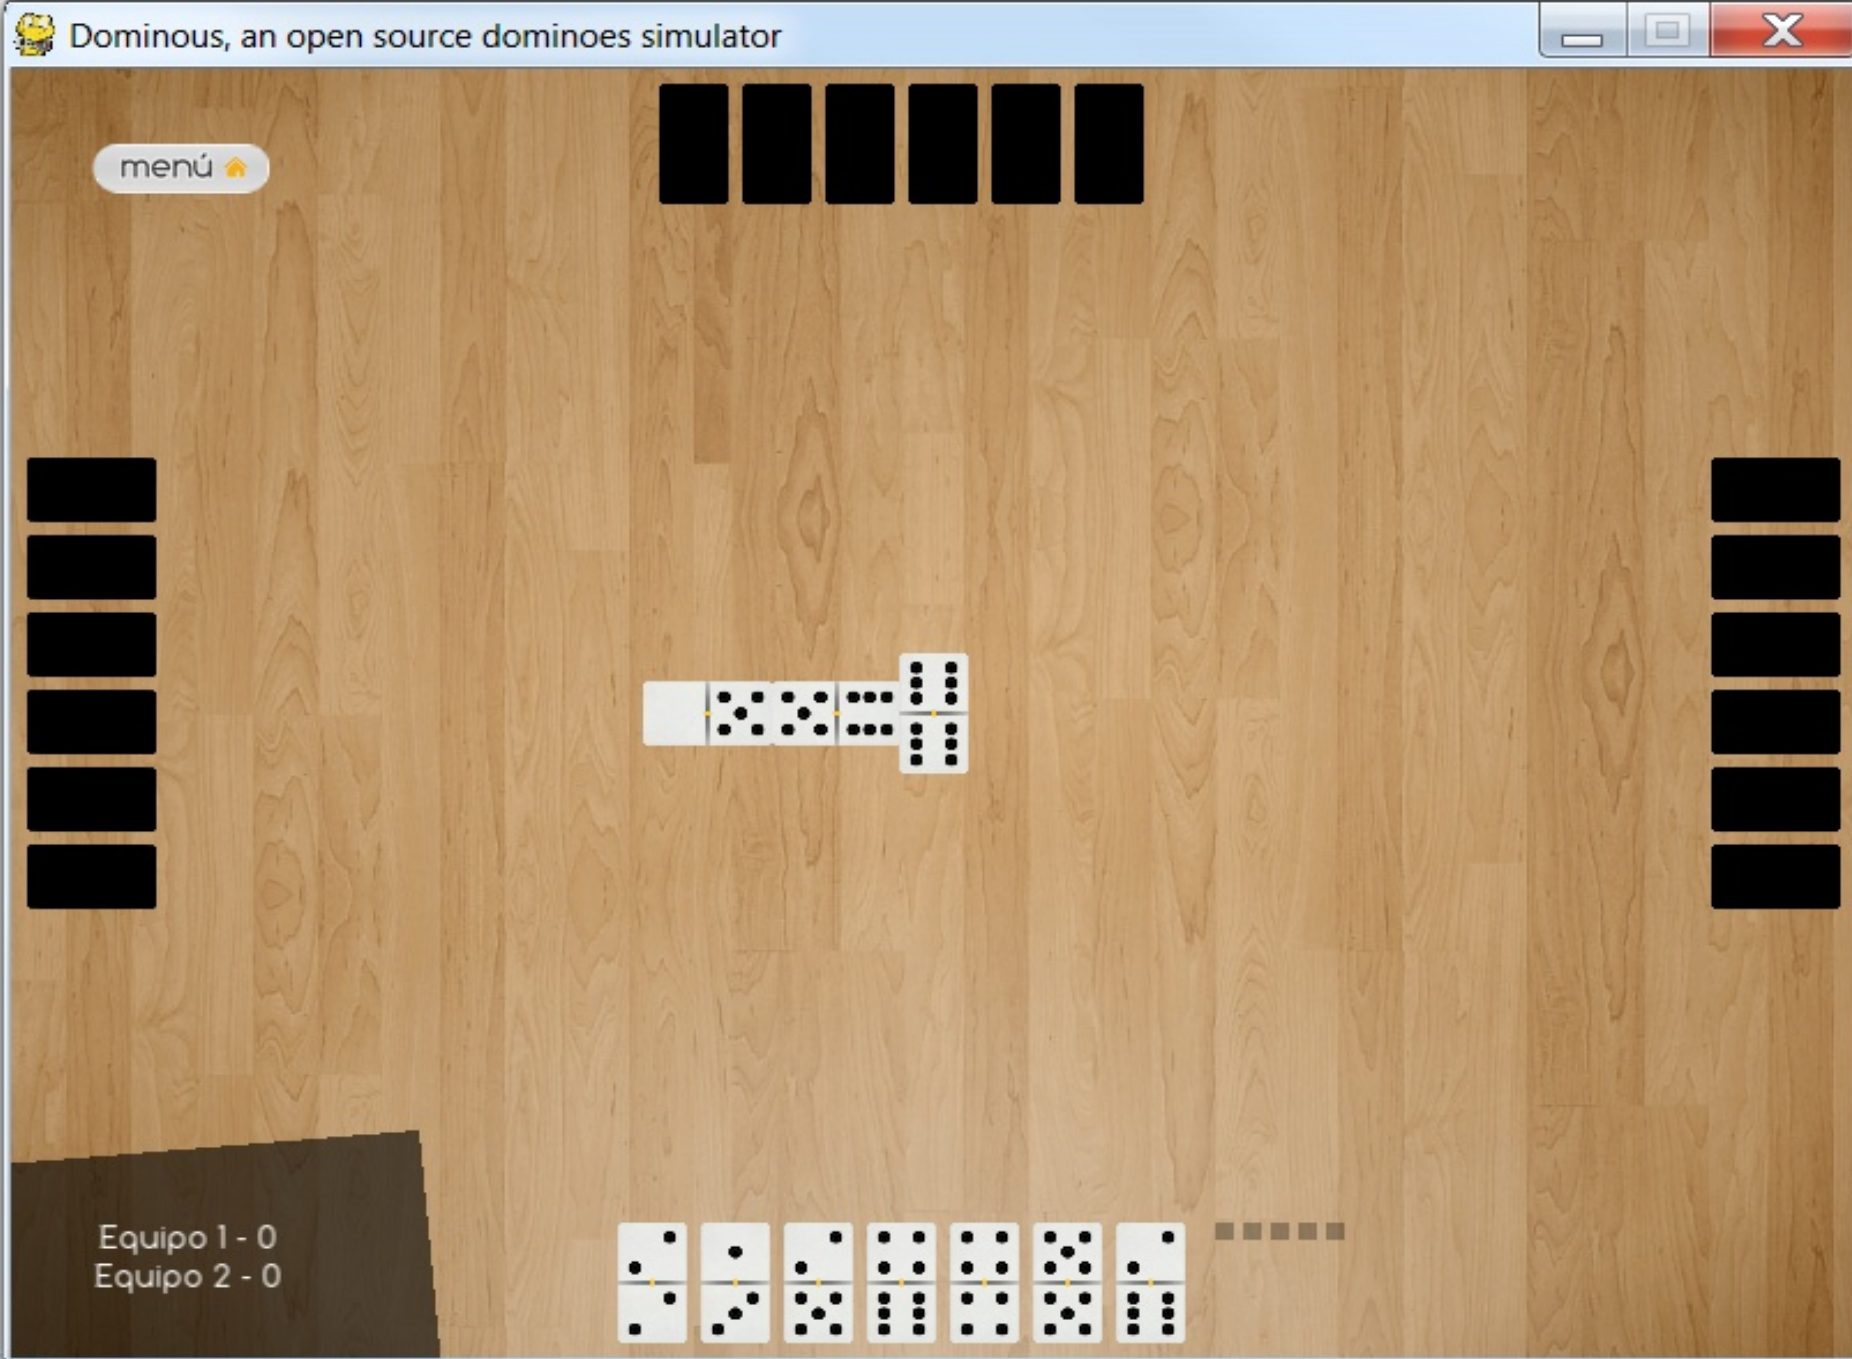 Dominous, an open source dominoes simulator
menú
Equipo 1 - 0
Equipo 2 - 0